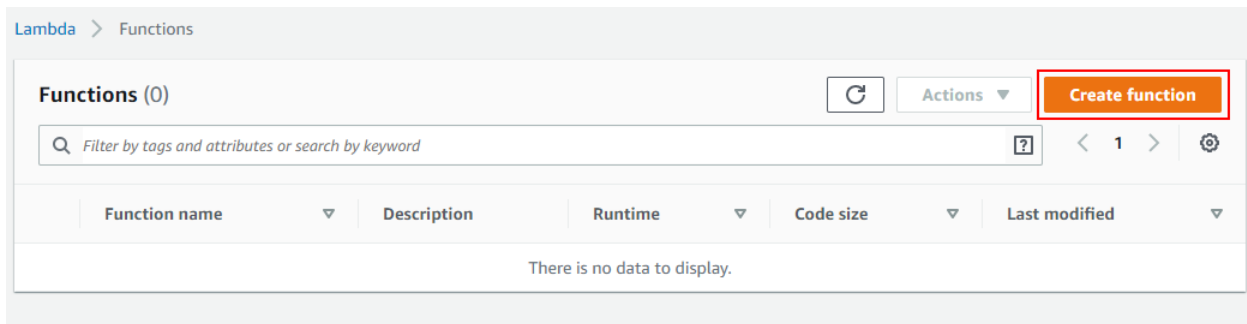 Lambda > Functions
Functions (0) Actions Create function
Filter by tags and attributes or search by keyword ? < 1 >
Function name Description Runtime Code size Last modified
There is no data to display.